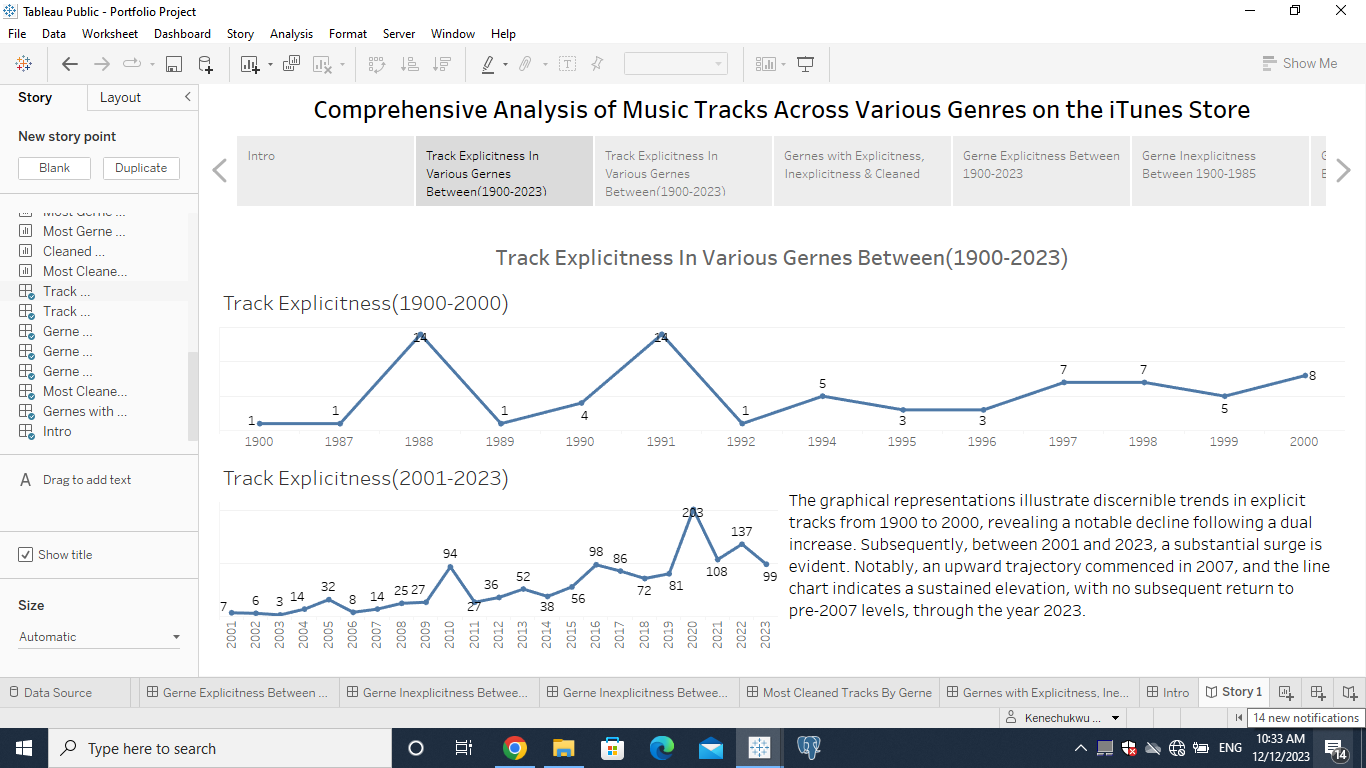 Tableau Public - Portfolio Project
File Data Worksheet Dashboard Story Analysis Format Server Window Help
Show Me
Story Layout
New story point
Blank Duplicate
Most Gerne ...
Most Gerne ...
Cleaned ...
Most Cleane...
Track ...
Track ...
Gerne ...
Gerne ...
Gerne ...
Most Cleane...
Gernes with ...
Intro
A Drag to add text
Show title
Size
Automatic
Comprehensive Analysis of Music Tracks Across Various Genres on the iTunes Store
Intro
Track Explicitness In
Various Gernes
Between(1900-2023)
Track Explicitness In
Various Gernes
Between(1900-2023)
Gernes with Explicitness,
Inexplicitness & Cleaned
Gerne Explicitness Between
1900-2023
Gerne Inexplicitness
Between 1900-1985
Track Explicitness In Various Gernes Between(1900-2023)
Track Explicitness(1900-2000)
1 1 14 1 4 14 1 5 3 3 7 7 5 8
1900 1987 1988 1989 1990 1991 1992 1994 1995 1996 1997 1998 1999 2000
Track Explicitness(2001-2023)
7 6 3 14 32 8 14 25 27 94 27 36 52 38 56 98 86 72 81 203 108 137 99
2001 2002 2003 2004 2005 2006 2007 2008 2009 2010 2011 2012 2013 2014 2015 2016 2017 2018 2019 2020 2021 2022 2023
The graphical representations illustrate discernible trends in explicit
tracks from 1900 to 2000, revealing a notable decline following a dual
increase. Subsequently, between 2001 and 2023, a substantial surge is
evident. Notably, an upward trajectory commenced in 2007, and the line
chart indicates a sustained elevation, with no subsequent return to
pre-2007 levels, through the year 2023.
Data Source Gerne Explicitness Between ... Gerne Inexplicitness Betwee... Gerne Inexplicitness Betwee... Most Cleaned Tracks By Gerne Gernes with Explicitness, Ine... Intro Story 1
Kenechukwu ... 14 new notifications
Type here to search
ENG
10:33 AM
12/12/2023
14